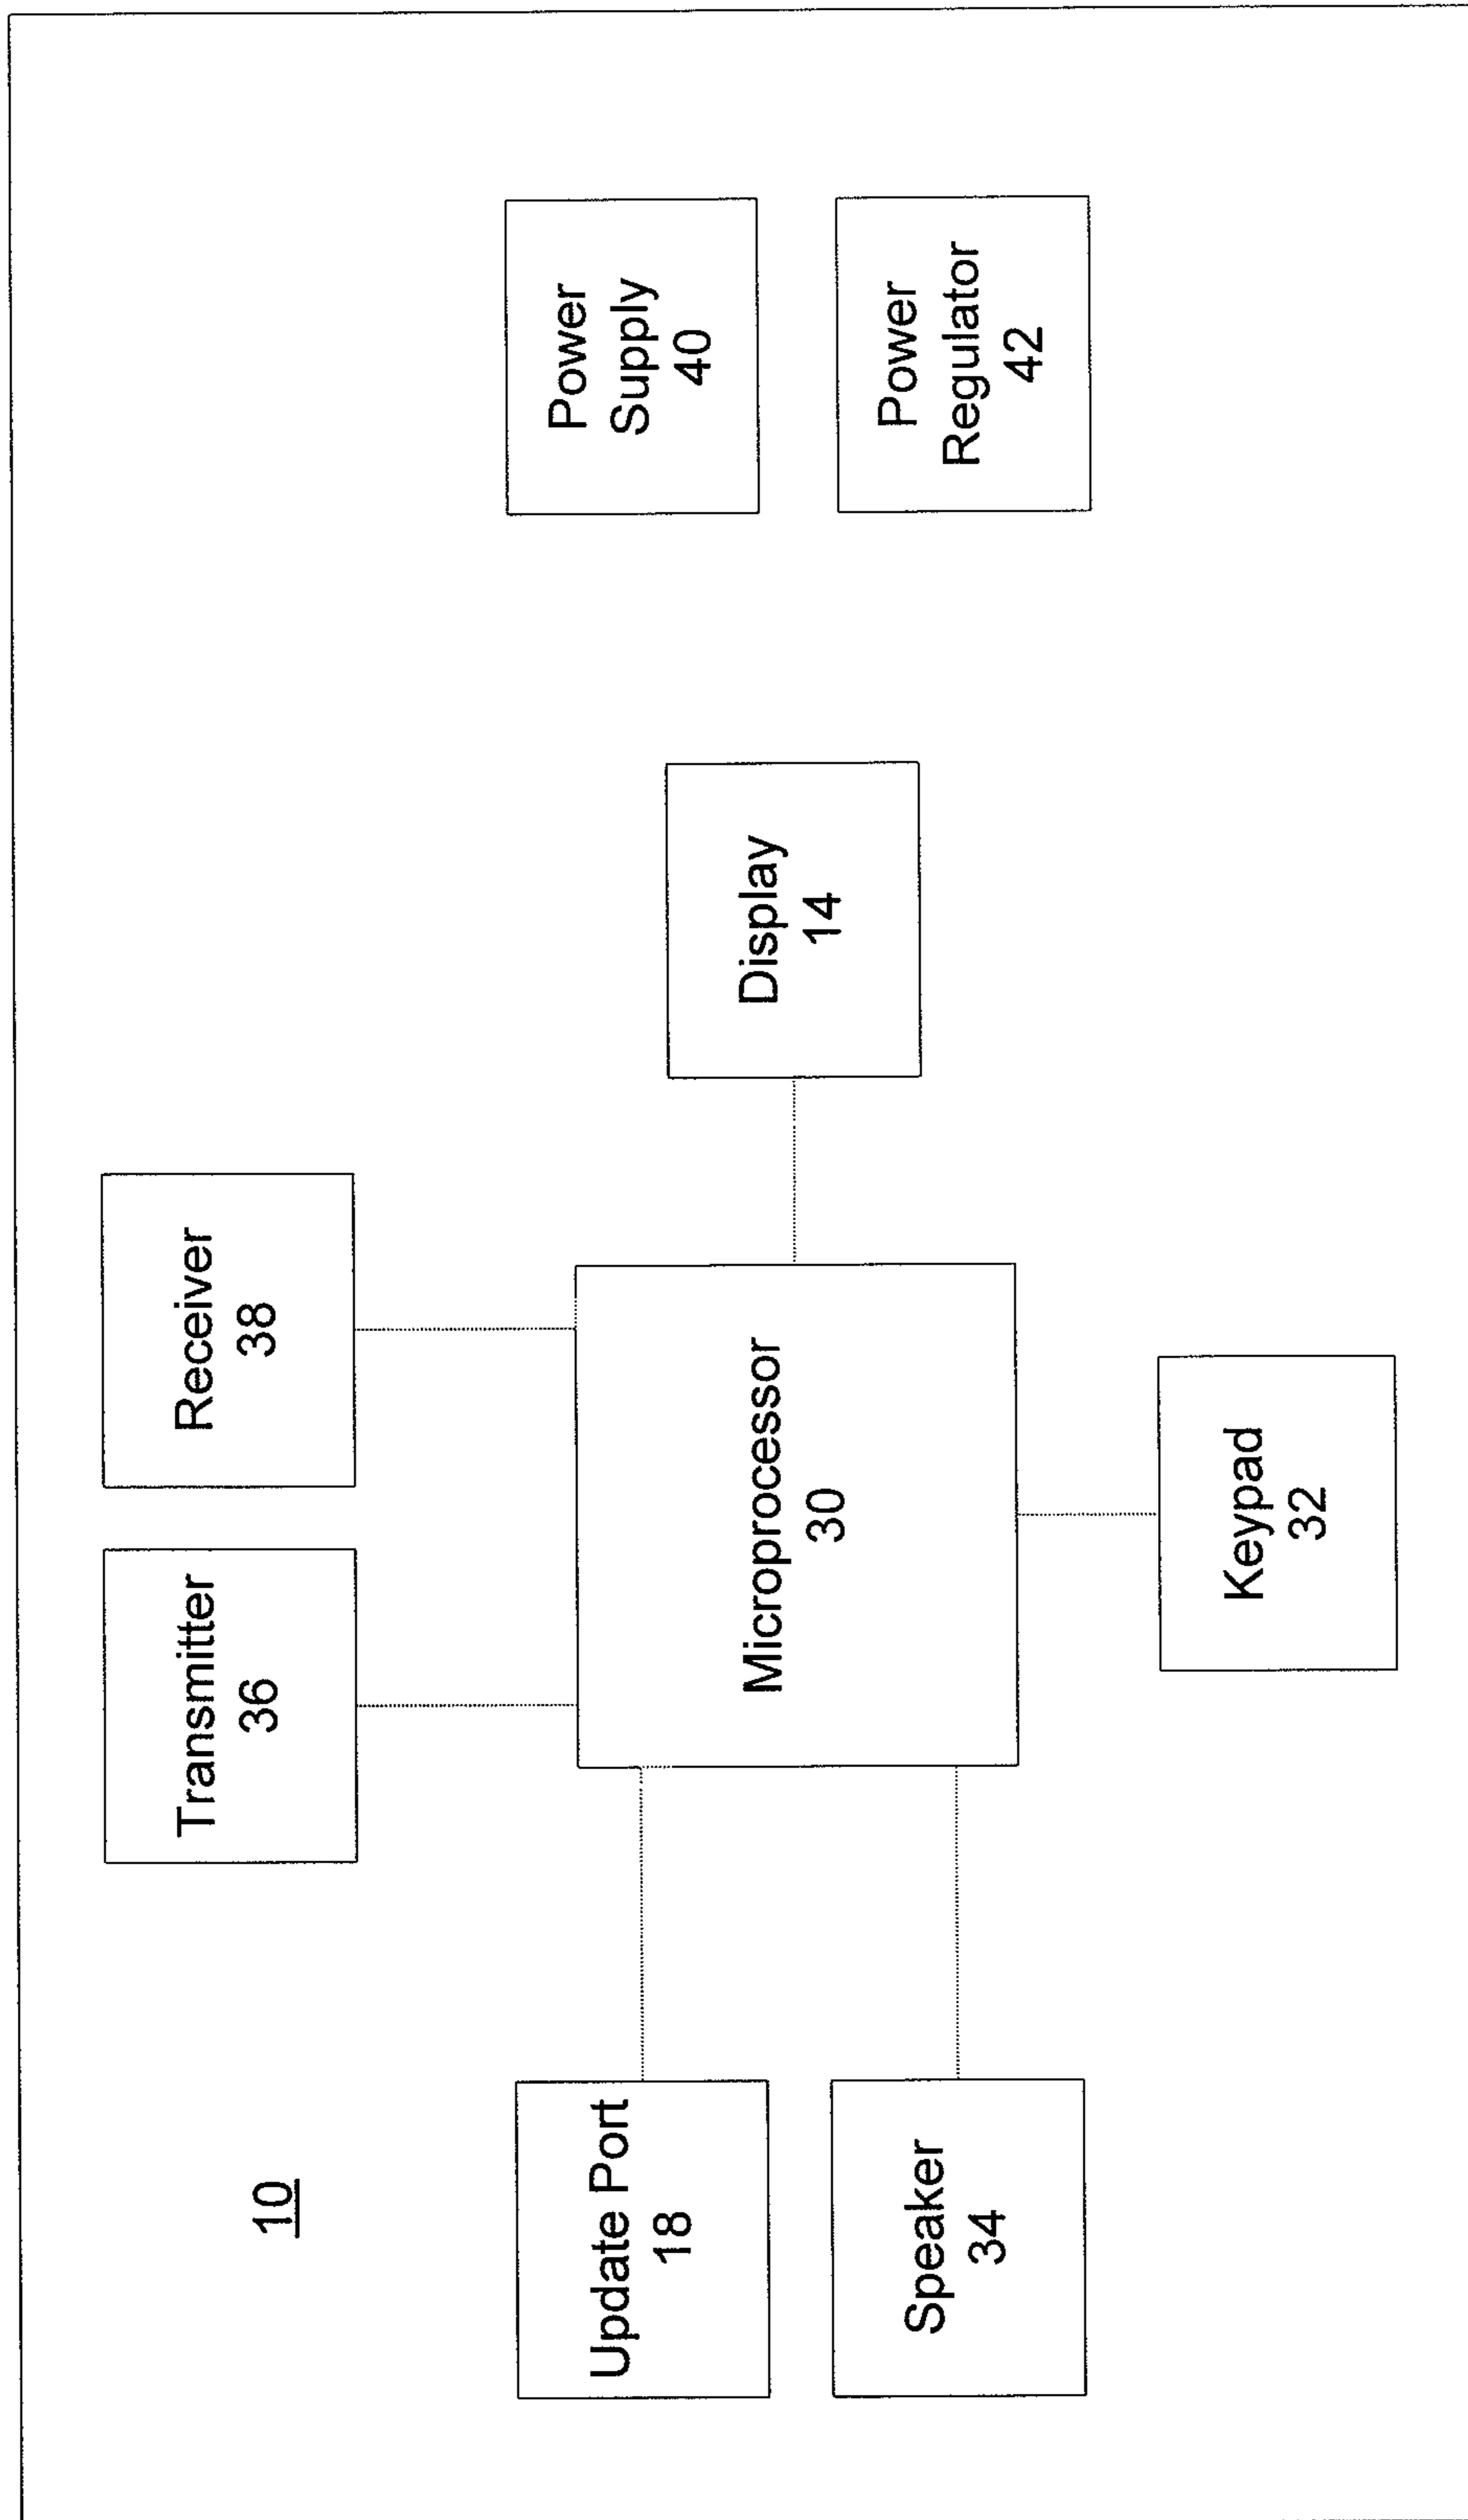 10
Transmitter
36
Receiver
38
Update Port
18
Speaker
34
Microprocessor
30
Display
14
Keypad
32
Power
Supply
40
Power
Regulator
42